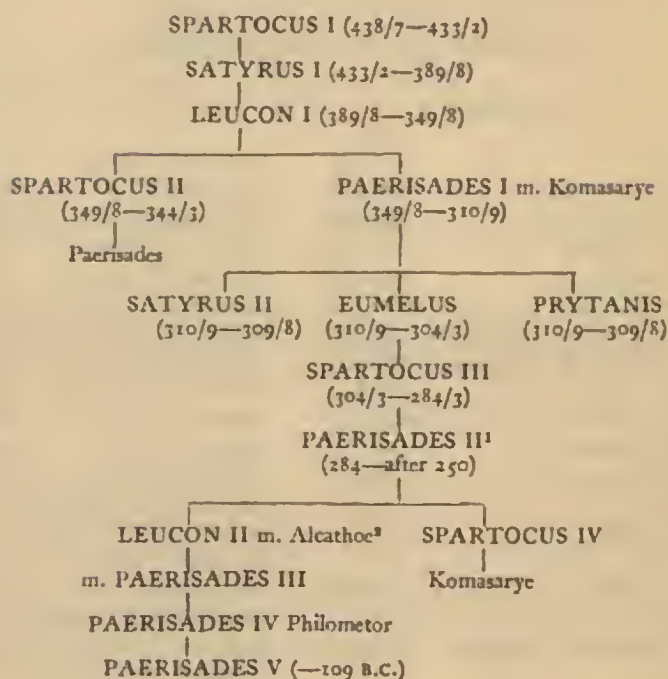 SPARTOCUS I (438/7—433/2)
SATYRUS I (433/2—389/8)
LEUCON I (389/8—349/8)
SPARTOCUS II PAERISADES I m. Komasarye
(349/8—344/3) (349/8—310/9)
Paerisades
SATYRUS II EUMELUS PRYTANIS
(310/9—309/8) (310/9—304/3) (310/9—309/8)
SPARTOCUS III
(304/3—284/3)
PAERISADES II¹
(284—after 250)
LEUCON II m. Alcathoe² SPARTOCUS IV
m. PAERISADES III Komasarye
PAERISADES IV Philometor
PAERISADES V (—109 B.C.)